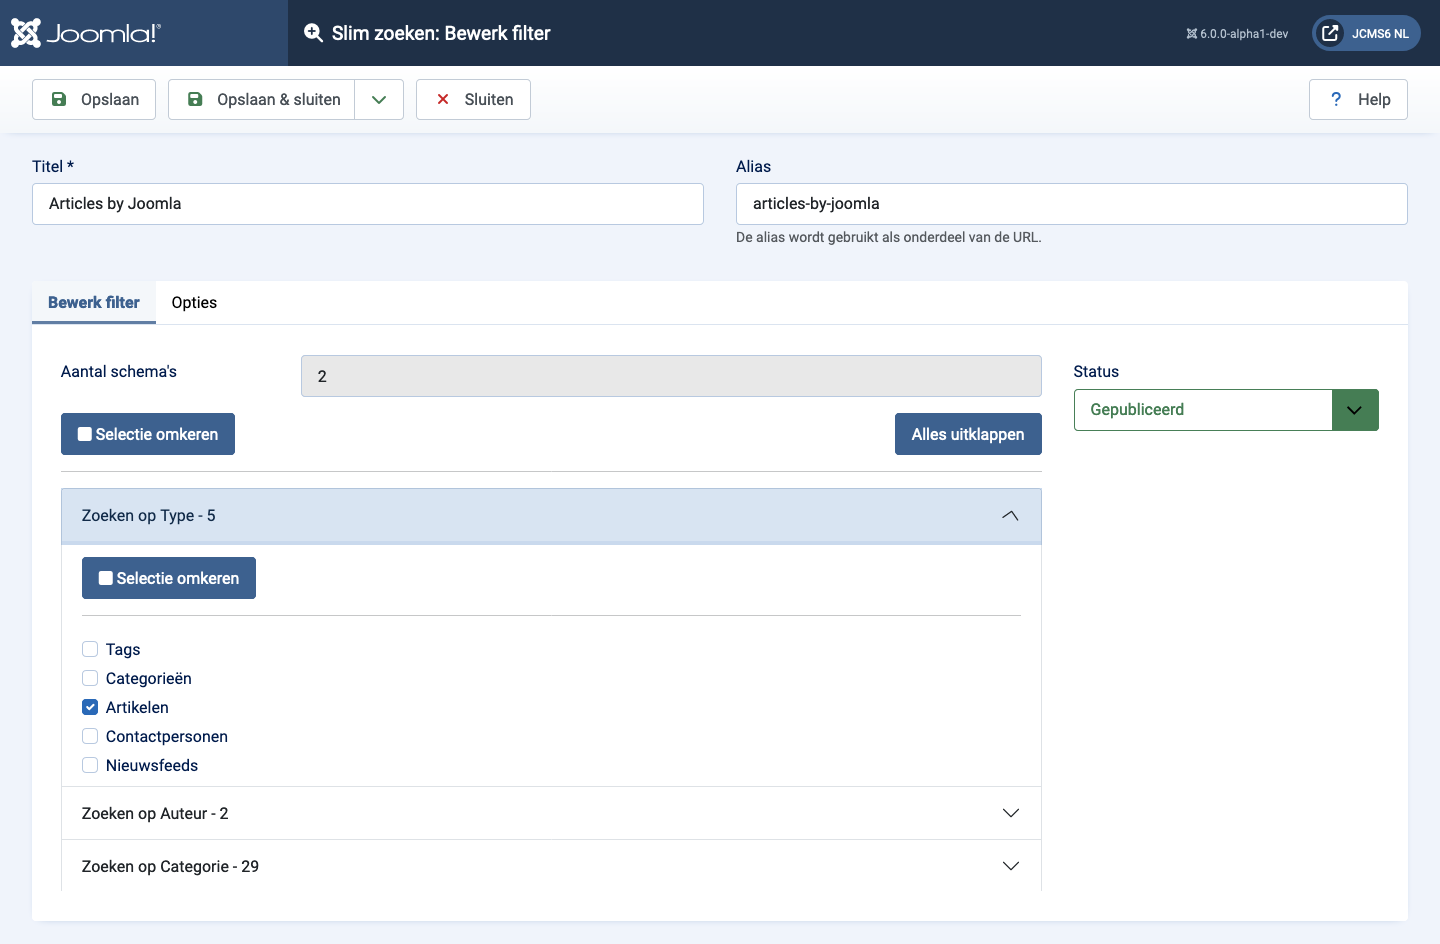 Joomla!® Slim zoeken: Bewerk filter 6.0.0-alpha1-dev JCMS6 NL
Opslaan Opslaan & sluiten Sluiten ? Help
Titel * Alias
Articles by Joomla articles-by-joomla
De alias wordt gebruikt als onderdeel van de URL.
Bewerk filter Opties
Aantal schema's 2 Status
Gepubliceerd
Selectie omkeren Alles uitklappen
Zoeken op Type - 5
Selectie omkeren
Tags
Categorieën
Artikelen
Contactpersonen
Nieuwsfeeds
Zoeken op Auteur - 2
Zoeken op Categorie - 29